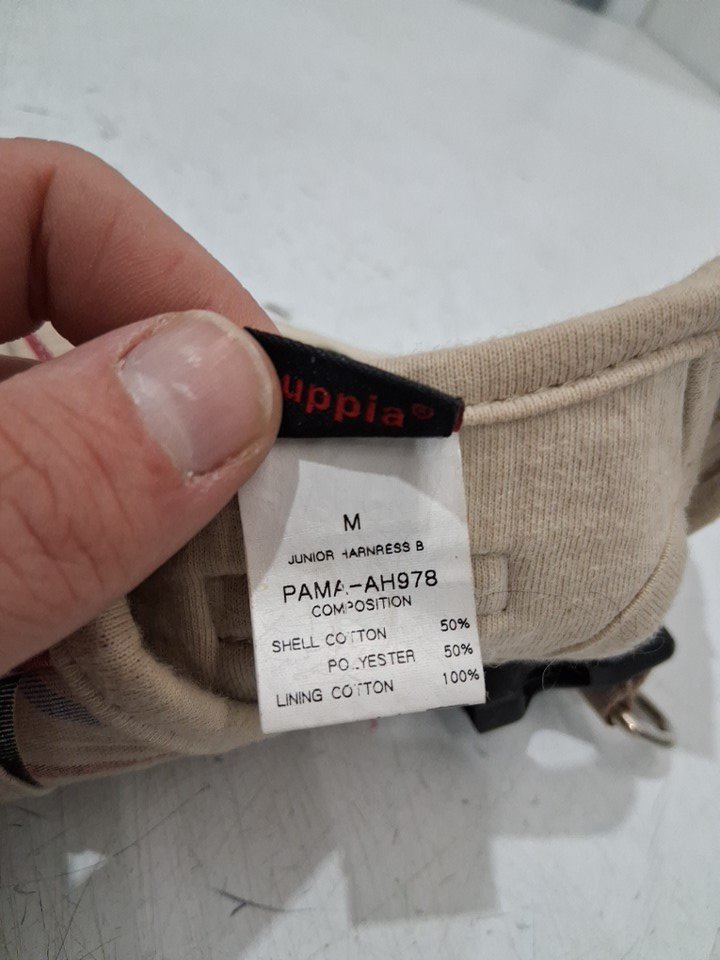 uppia®
M
JUNIOR HARNRESS B
PAMA-AH978
COMPOSITION
SHELL COTTON 50%
POLYESTER 50%
LINING COTTON 100%